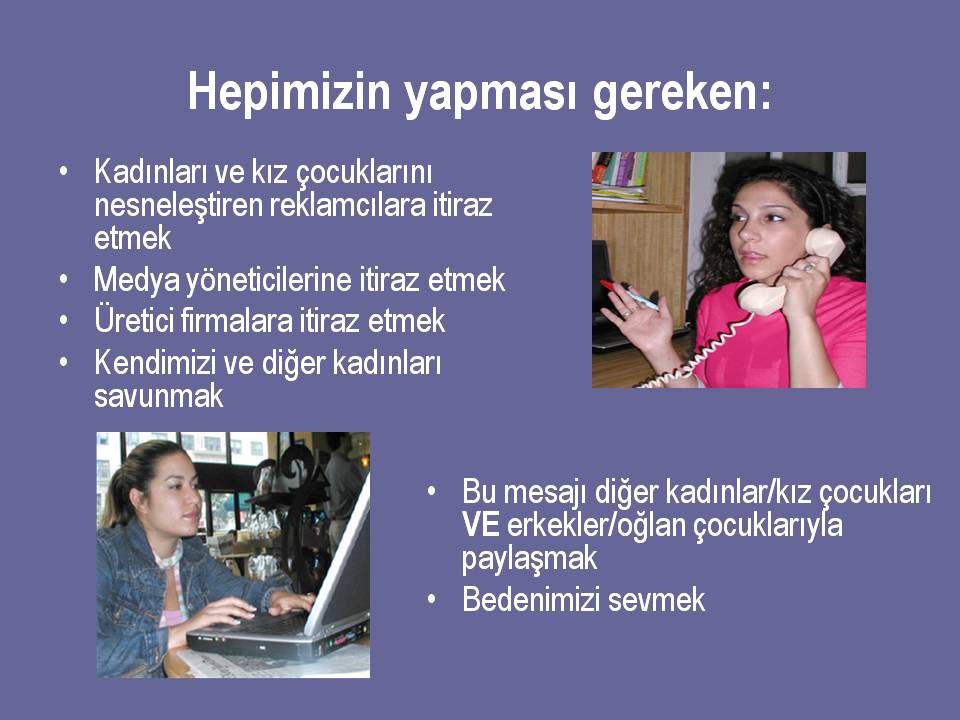 Hepimizin yapması gereken:
• Kadınları ve kız çocuklarını
nesneleştiren reklamcılara itiraz
etmek
• Medya yöneticilerine itiraz etmek
• Üretici firmalara itiraz etmek
• Kendimizi ve diğer kadınları
savunmak
• Bu mesajı diğer kadınlar/kız çocukları
VE erkekler/oğlan çocuklarıyla
paylaşmak
• Bedenimizi sevmek